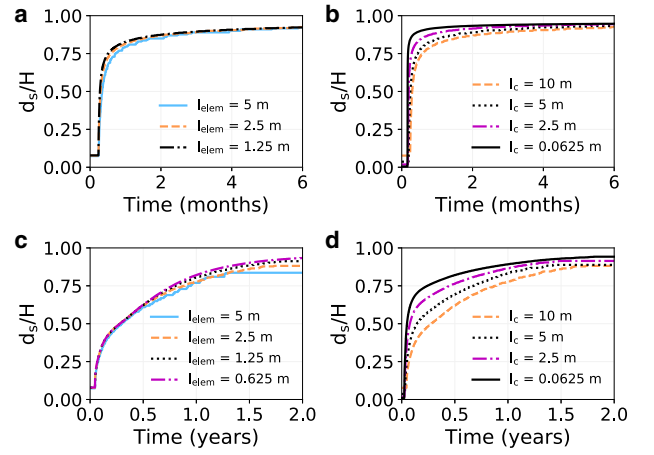 a
1.00
0.75
0.50
0.25
0.00
d_s/H
l_elem = 5 m
l_elem = 2.5 m
l_elem = 1.25 m
0 2 4 6
Time (months)
b
1.00
0.75
0.50
0.25
0.00
d_s/H
l_c = 10 m
l_c = 5 m
l_c = 2.5 m
l_c = 0.0625 m
0 2 4 6
Time (months)
c
1.00
0.75
0.50
0.25
0.00
d_s/H
l_elem = 5 m
l_elem = 2.5 m
l_elem = 1.25 m
l_elem = 0.625 m
0.0 0.5 1.0 1.5 2.0
Time (years)
d
1.00
0.75
0.50
0.25
0.00
d_s/H
l_c = 10 m
l_c = 5 m
l_c = 2.5 m
l_c = 0.0625 m
0.0 0.5 1.0 1.5 2.0
Time (years)